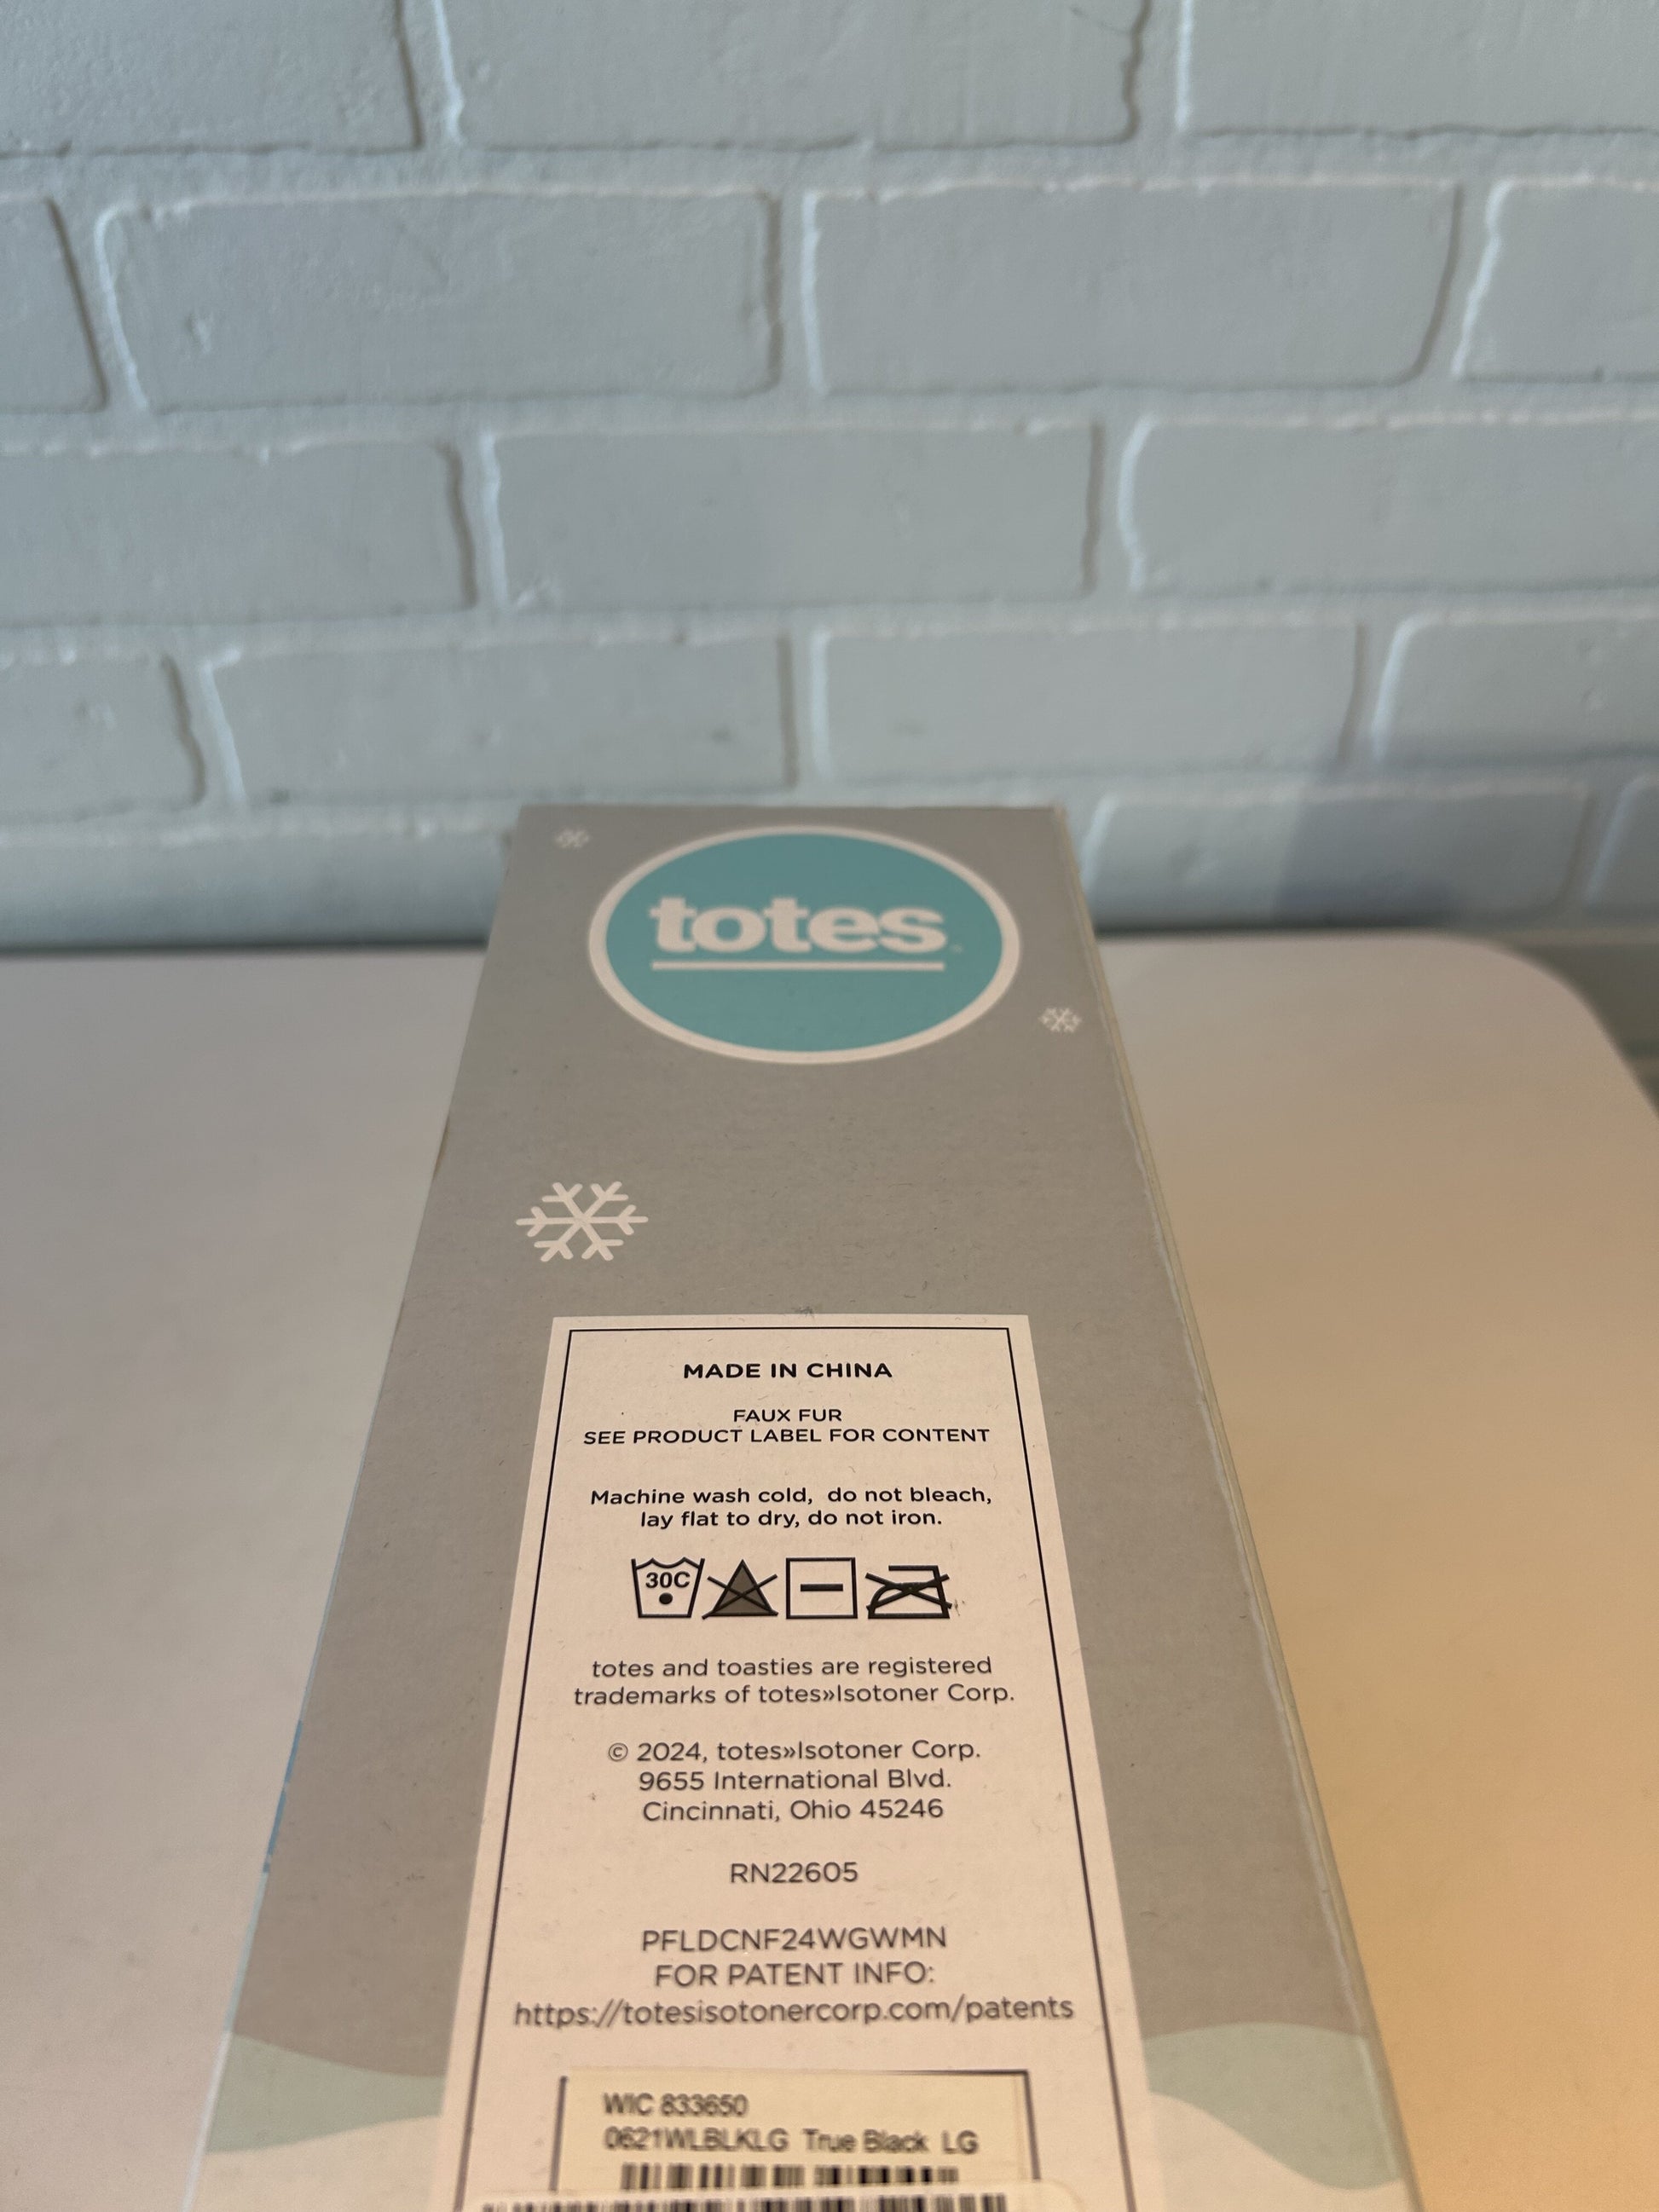 totes
MADE IN CHINA
FAUX FUR
SEE PRODUCT LABEL FOR CONTENT
Machine wash cold, do not bleach,
lay flat to dry, do not iron.
30C
totes and toasties are registered
trademarks of totes»Isotoner Corp.
© 2024, totes»Isotoner Corp.
9655 International Blvd.
Cincinnati, Ohio 45246
RN22605
PFLDCNF24WGWMN
FOR PATENT INFO:
https://totesisotonercorp.com/patents
WIC 833650
0621WLBLKLG True Black LG